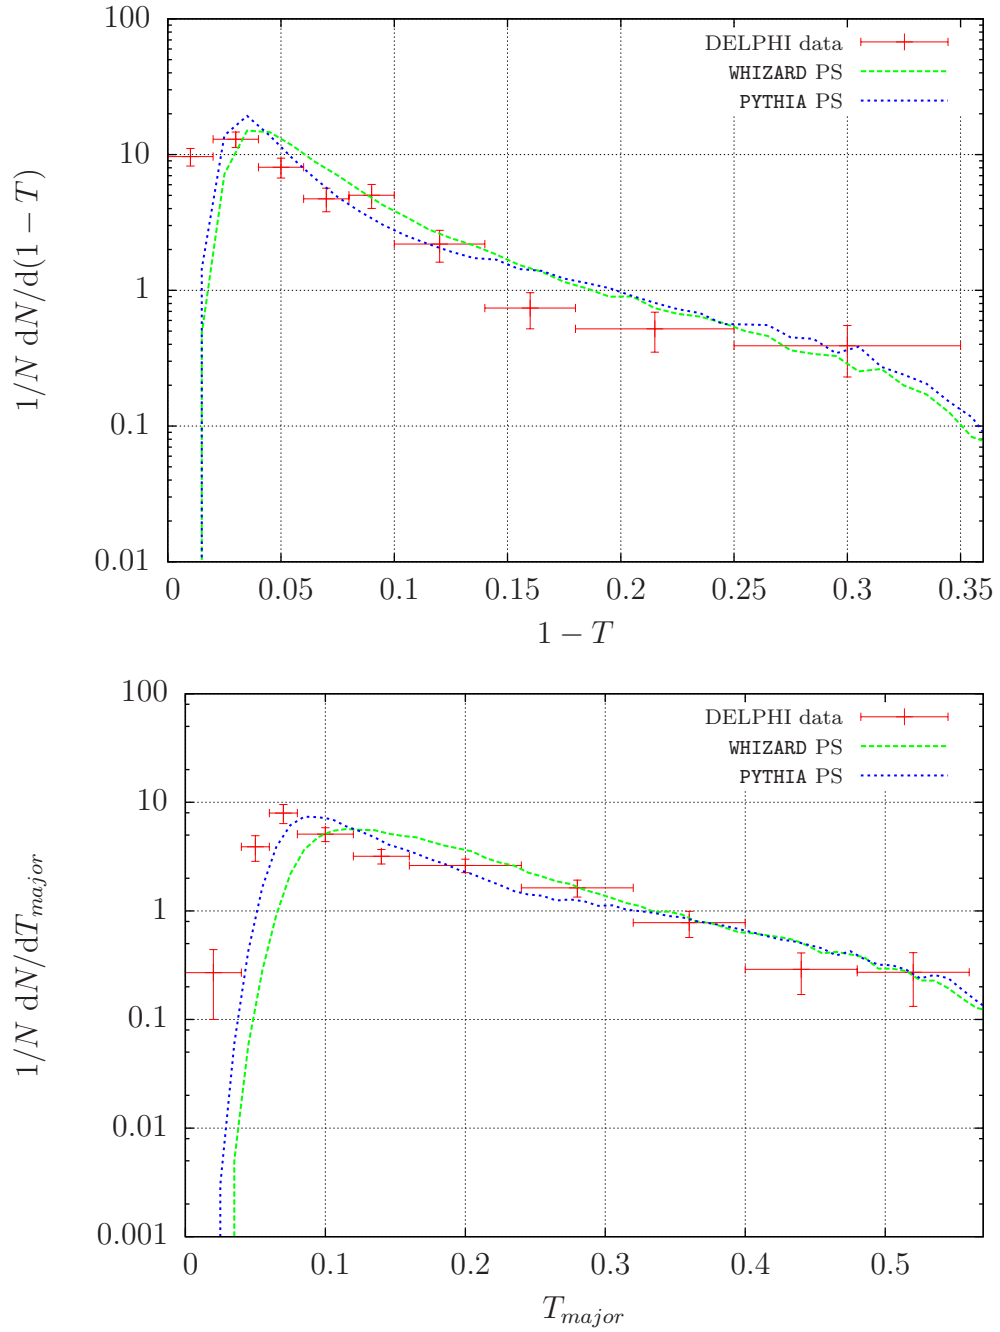 100
10
1
0.1
0.01
1/N dN/d(1 − T)
DELPHI data
WHIZARD PS
PYTHIA PS
0 0.05 0.1 0.15 0.2 0.25 0.3 0.35
1 − T
100
10
1
0.1
0.01
0.001
1/N dN/dT_major
DELPHI data
WHIZARD PS
PYTHIA PS
0 0.1 0.2 0.3 0.4 0.5
T_major